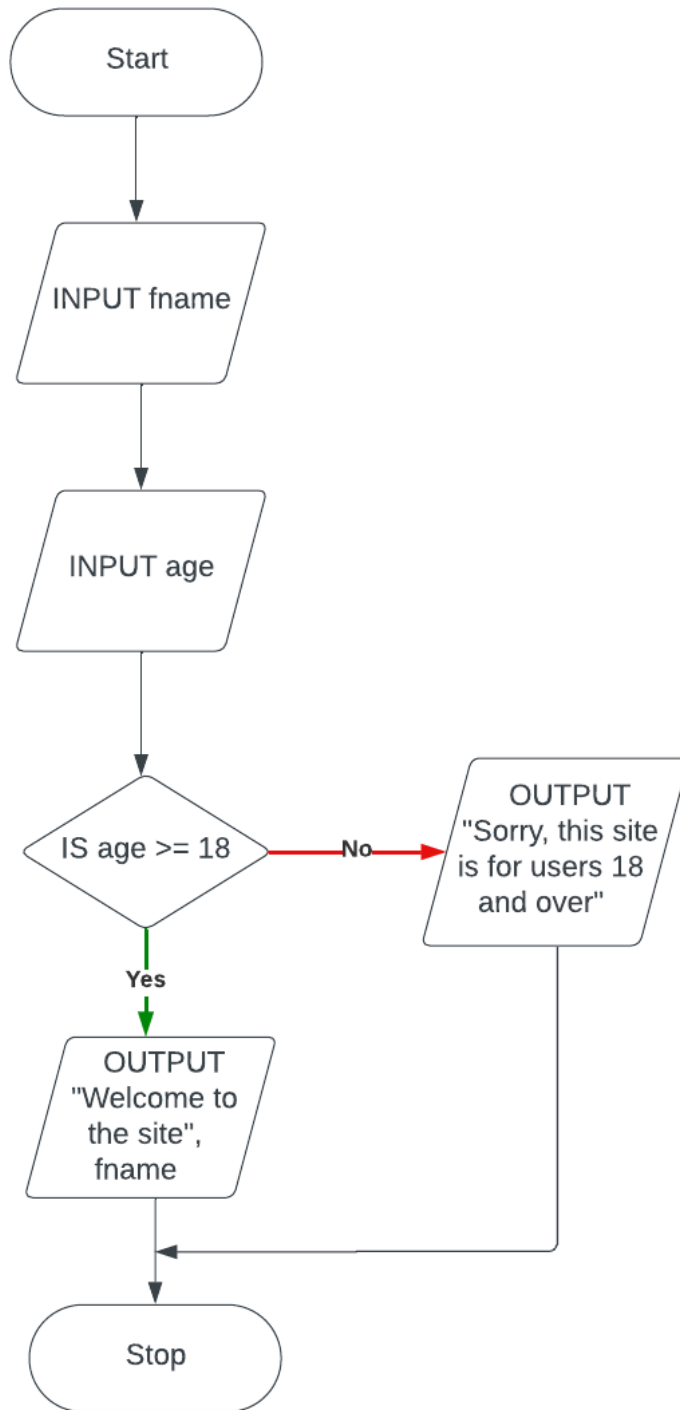 Start
INPUT fname
INPUT age
IS age >= 18
No
OUTPUT
"Sorry, this site
is for users 18
and over"
Yes
OUTPUT
"Welcome to
the site",
fname
Stop